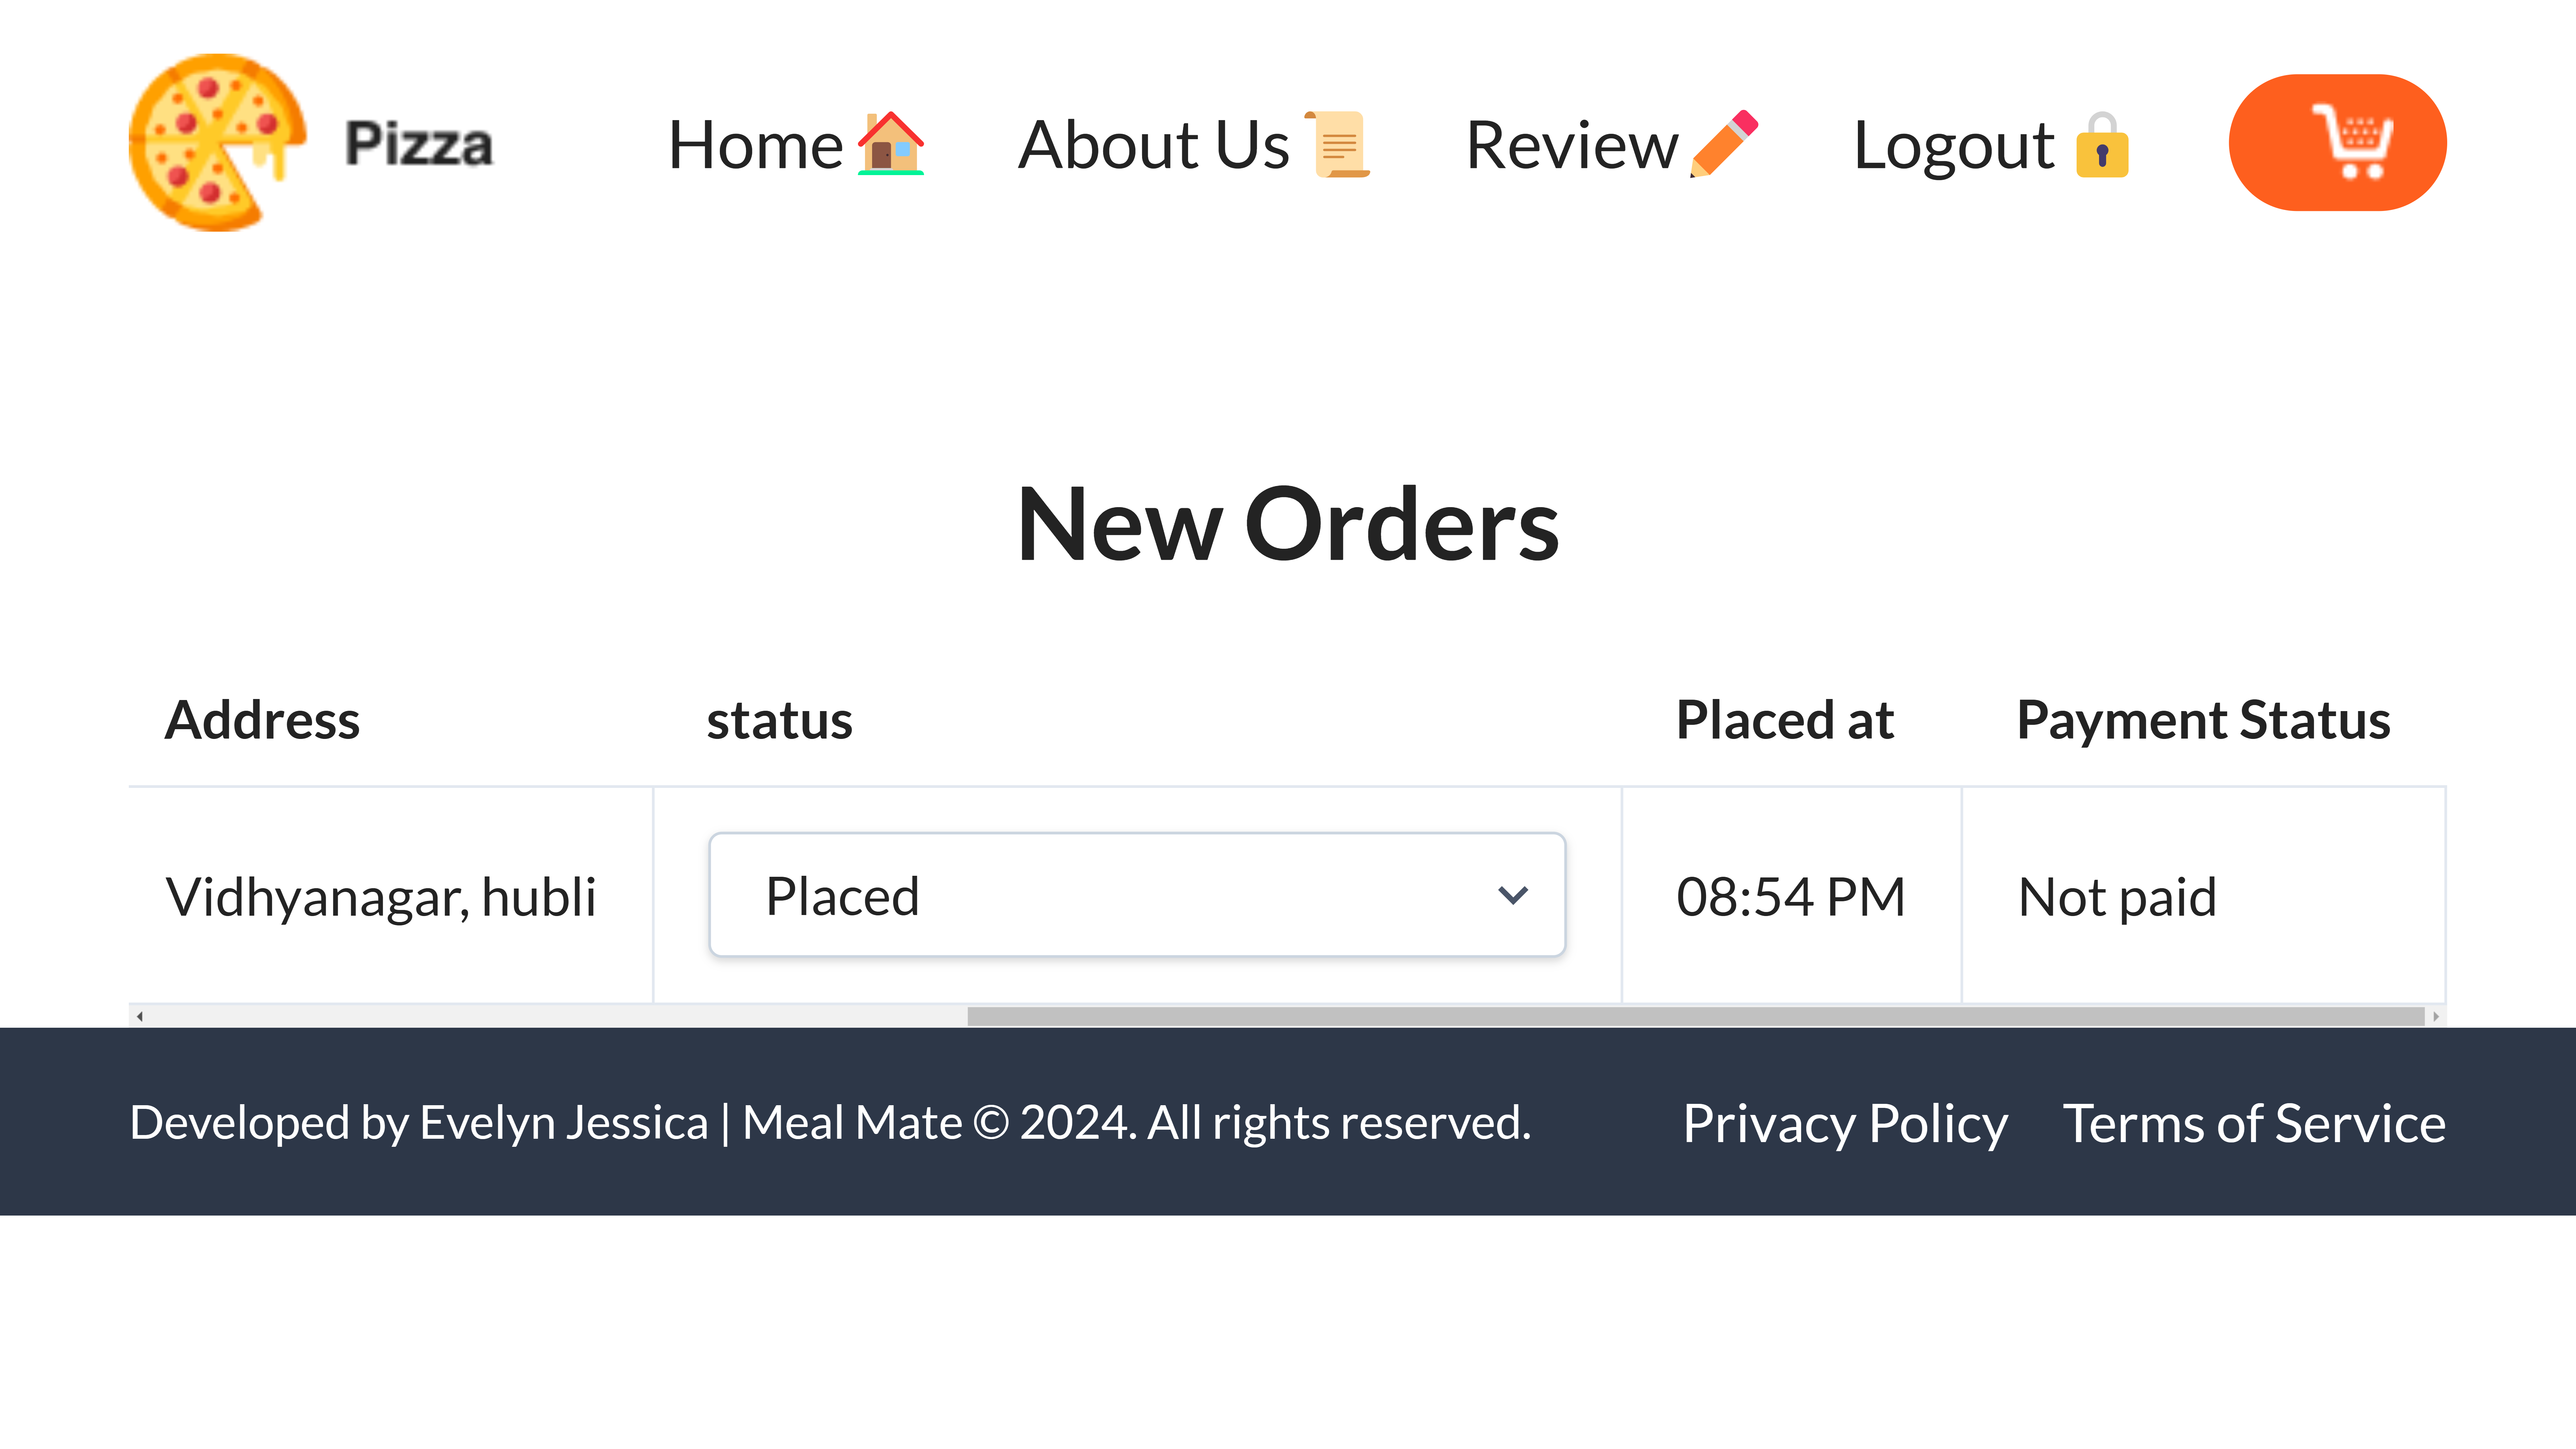 Pizza Home About Us Review Logout
New Orders
Address status Placed at Payment Status
Vidhyanagar, hubli Placed 08:54 PM Not paid
Developed by Evelyn Jessica | Meal Mate © 2024. All rights reserved. Privacy Policy Terms of Service